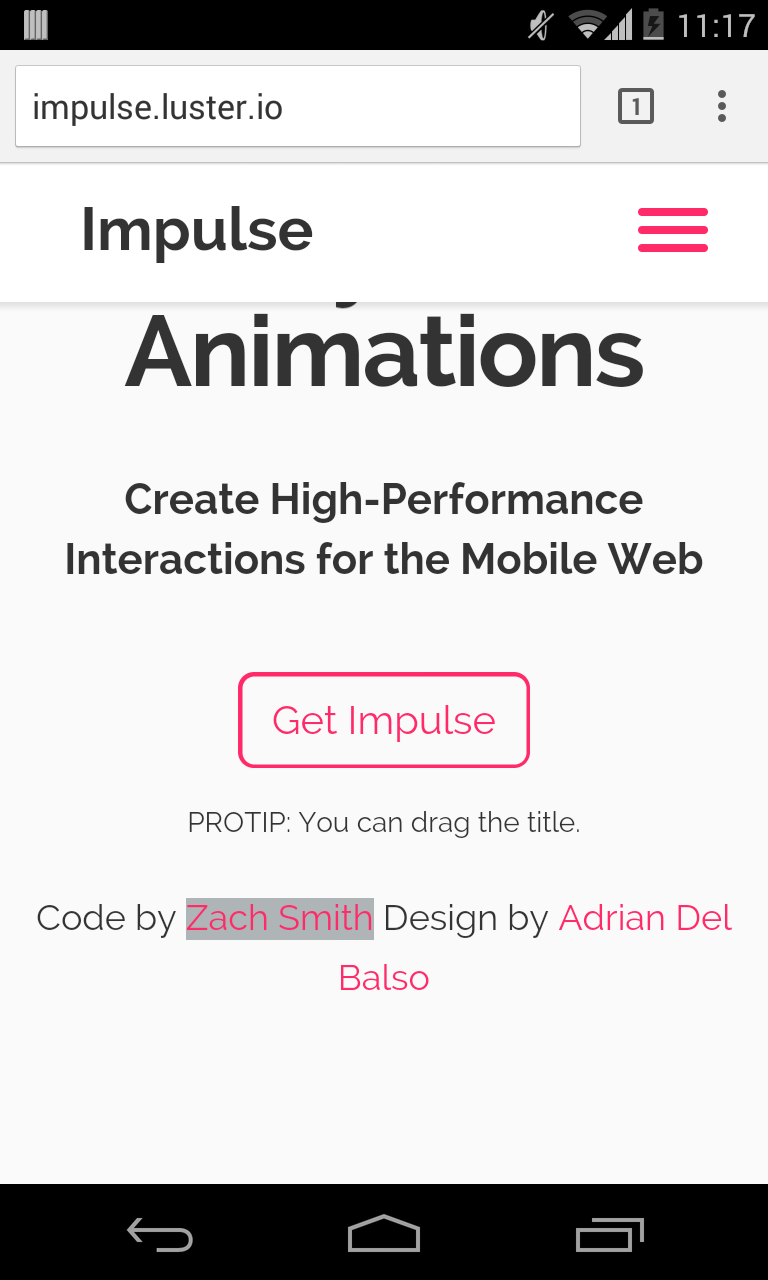 11:17
impulse.luster.io
1
Impulse
Animations
Create High-Performance
Interactions for the Mobile Web
Get Impulse
PROTIP: You can drag the title.
Code by Zach Smith Design by Adrian Del
Balso